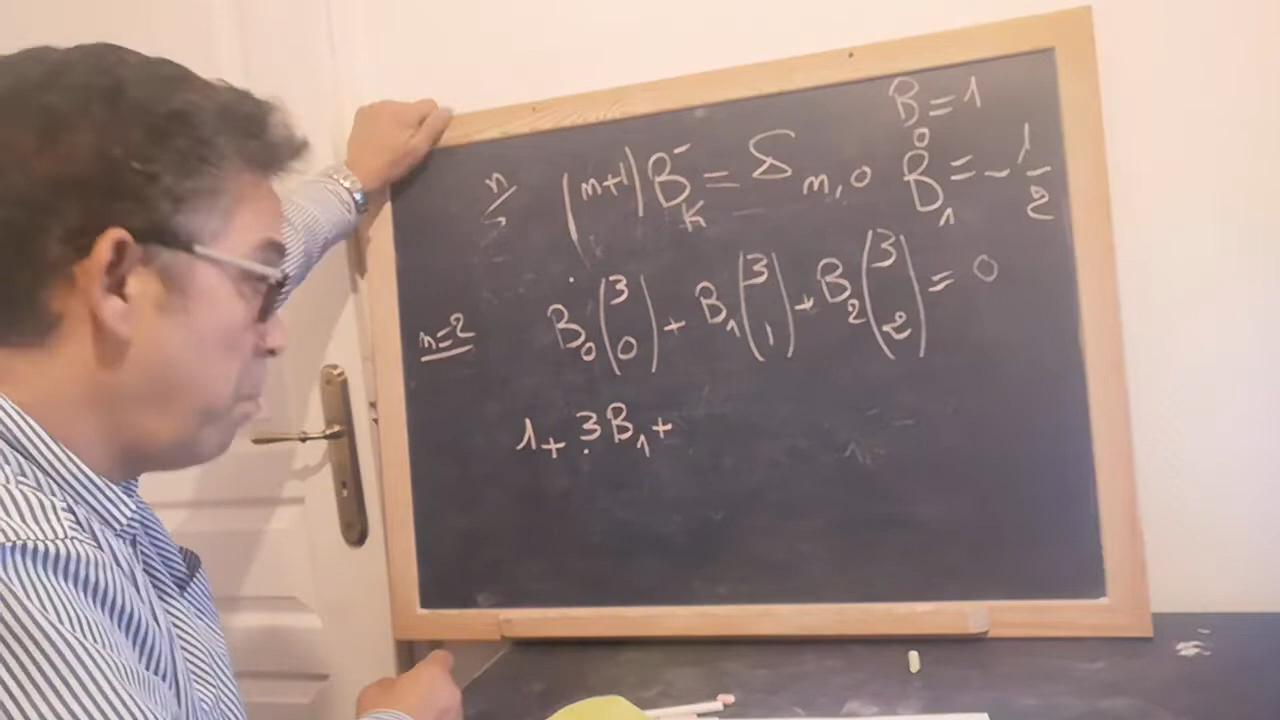 B₀ = 1
n ∑ (n+1) B_K = δ n,0 B₁ = - 1/2
n=2 B₀ (3 0) + B₁ (3 1) + B₂ (3 2) = 0
1 + 3B₁ +